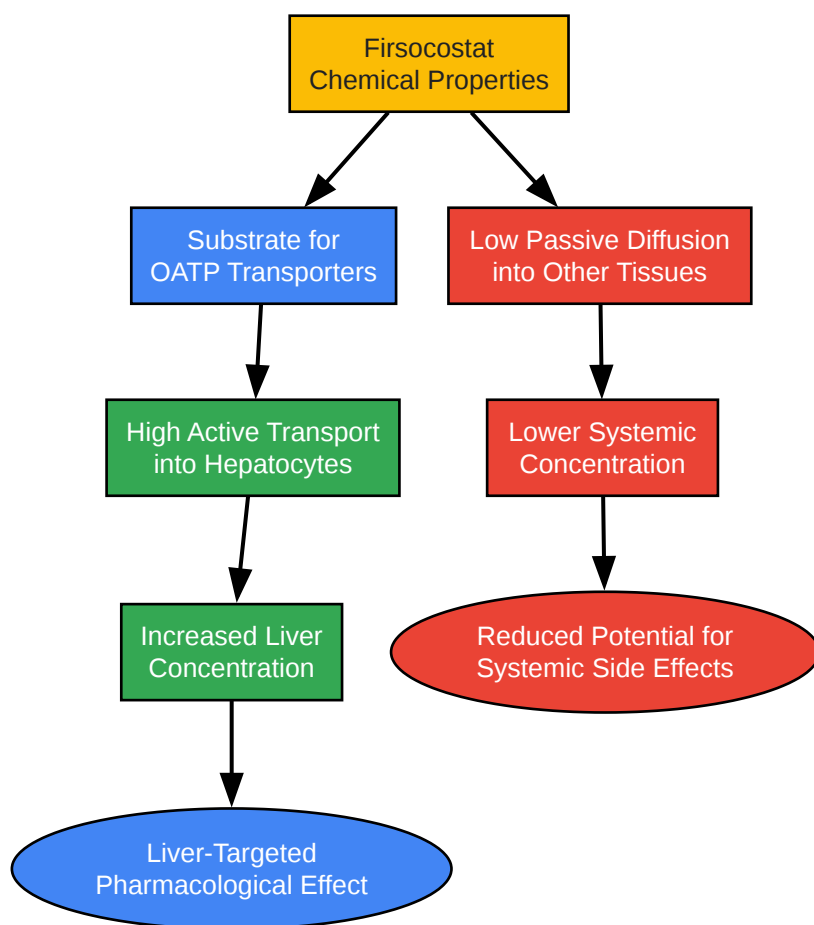 Firsocostat
Chemical Properties
Substrate for
OATP Transporters
Low Passive Diffusion
into Other Tissues
High Active Transport
into Hepatocytes
Lower Systemic
Concentration
Increased Liver
Concentration
Reduced Potential for
Systemic Side Effects
Liver-Targeted
Pharmacological Effect